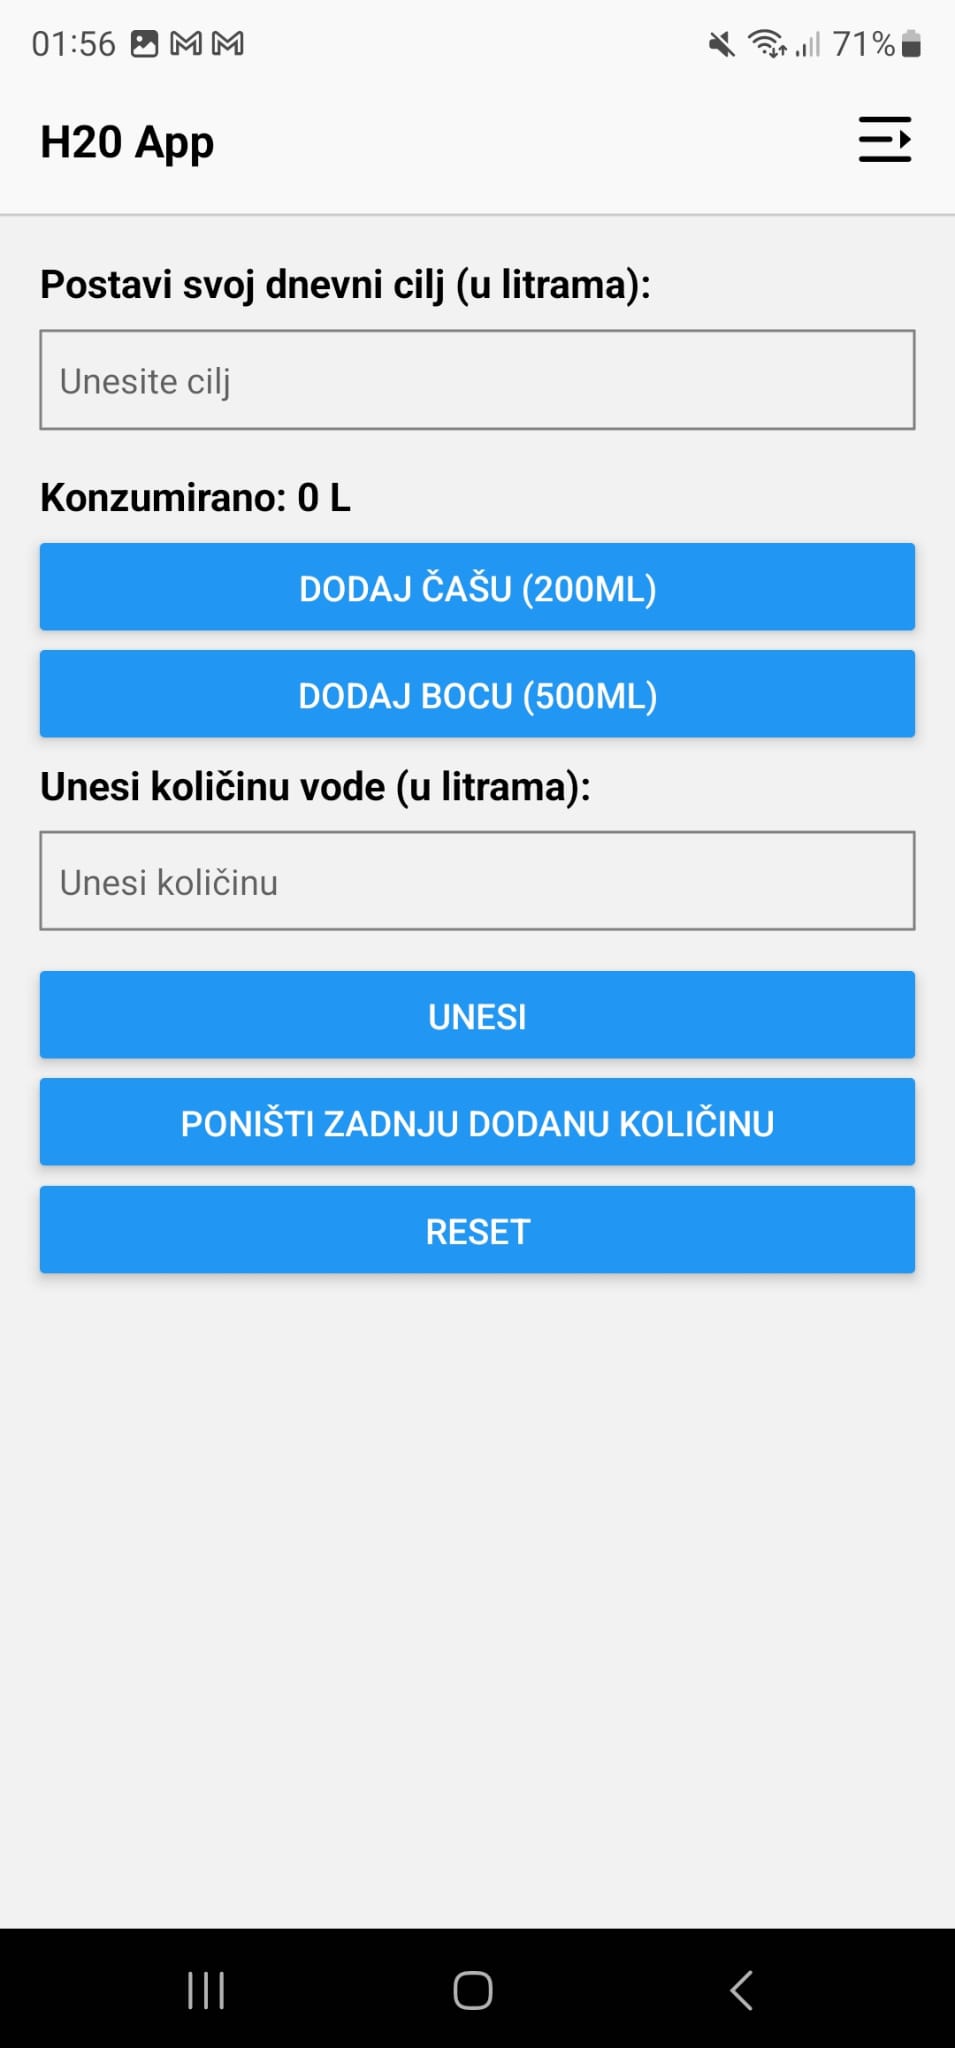 01:56
71%
H20 App
Postavi svoj dnevni cilj (u litrama):
Unesite cilj
Konzumirano: 0 L
DODAJ ČAŠU (200ML)
DODAJ BOCU (500ML)
Unesi količinu vode (u litrama):
Unesi količinu
UNESI
PONIŠTI ZADNJU DODANU KOLIČINU
RESET